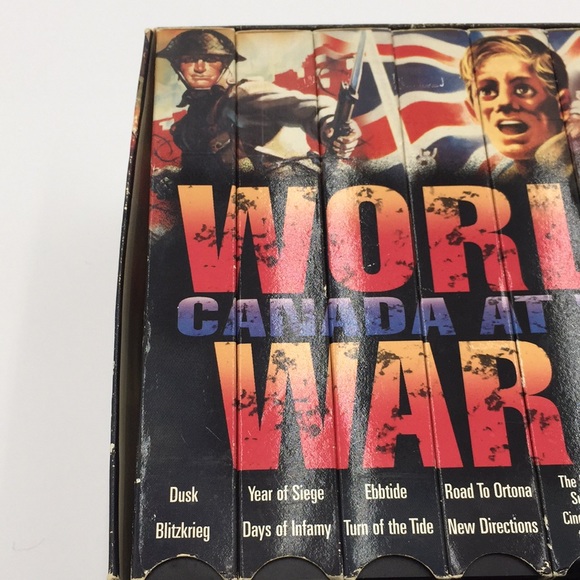 WORL
CANADA AT
WAR
Dusk
Blitzkrieg
Year of Siege
Days of Infamy
Ebbtide
Turn of the Tide
Road To Ortona
New Directions
The